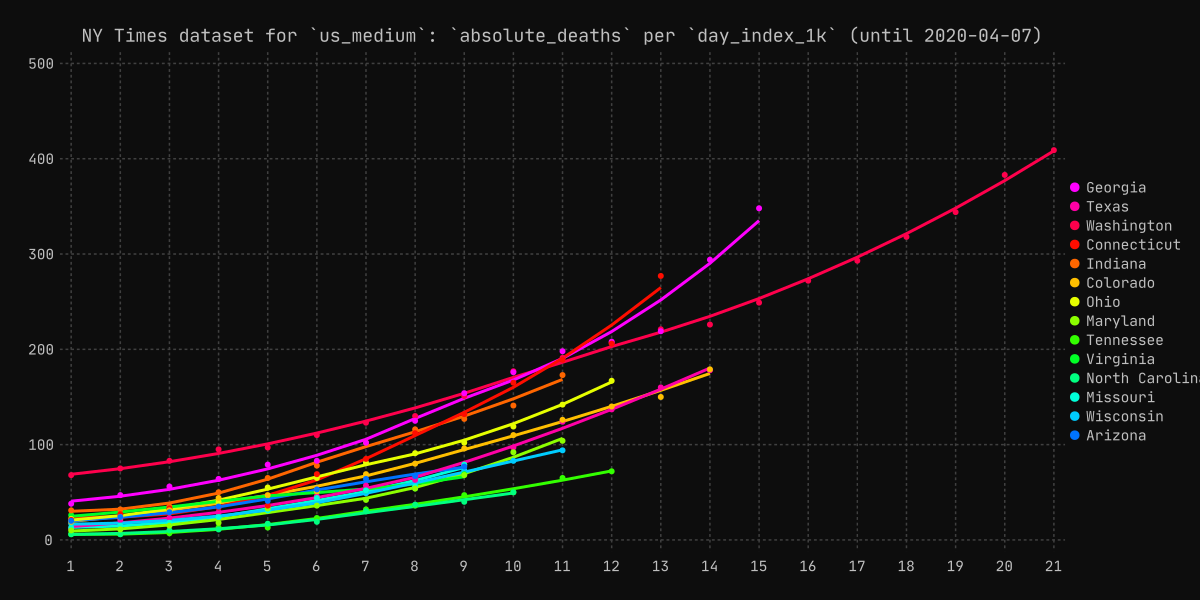 NY Times dataset for `us_medium`: `absolute_deaths` per `day_index_1k` (until 2020-04-07)
500
400
300
200
100
0
1 2 3 4 5 6 7 8 9 10 11 12 13 14 15 16 17 18 19 20 21
Georgia
Texas
Washington
Connecticut
Indiana
Colorado
Ohio
Maryland
Tennessee
Virginia
North Carolina
Missouri
Wisconsin
Arizona